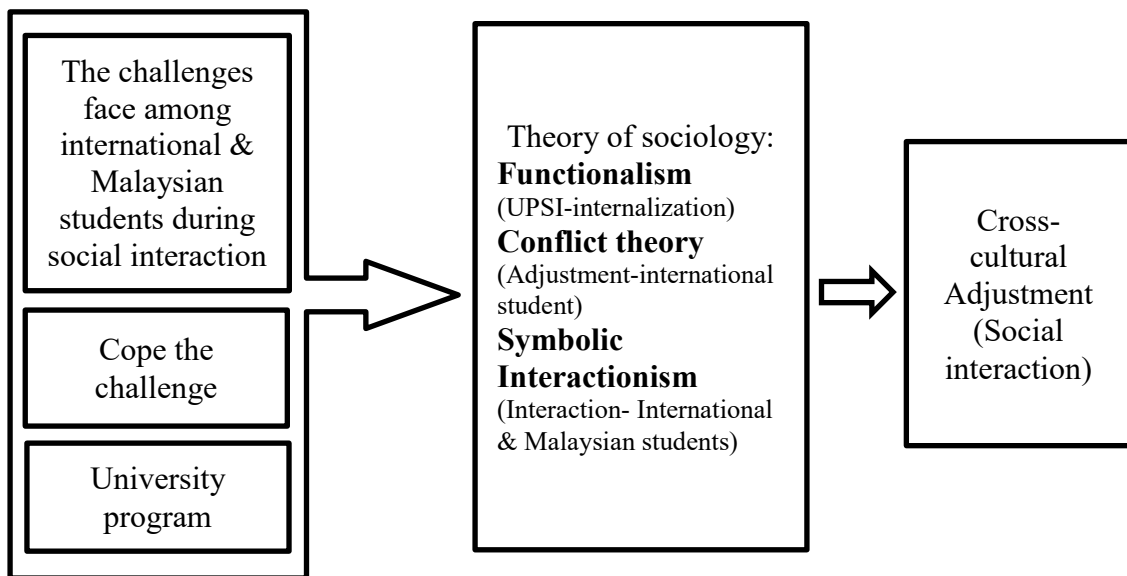 The challenges
face among
international &
Malaysian
students during
social interaction
Cope the
challenge
University
program
Theory of sociology:
Functionalism
(UPSI-internalization)
Conflict theory
(Adjustment-international
student)
Symbolic
Interactionism
(Interaction- International
& Malaysian students)
Cross-
cultural
Adjustment
(Social
interaction)